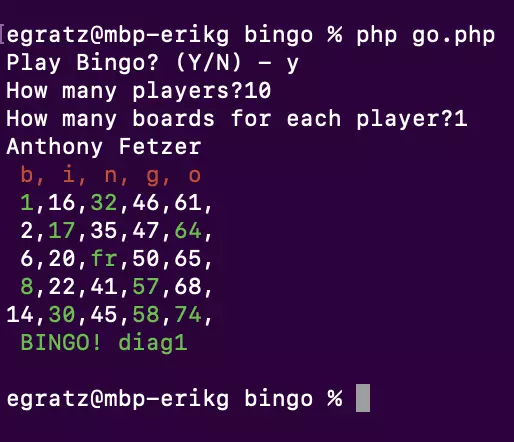 egratz@mbp-erikg bingo % php go.php
Play Bingo? (Y/N) - y
How many players?10
How many boards for each player?1
Anthony Fetzer
 b, i, n, g, o
 1,16,32,46,61,
 2,17,35,47,64,
 6,20,fr,50,65,
 8,22,41,57,68,
14,30,45,58,74,
 BINGO! diag1

egratz@mbp-erikg bingo %